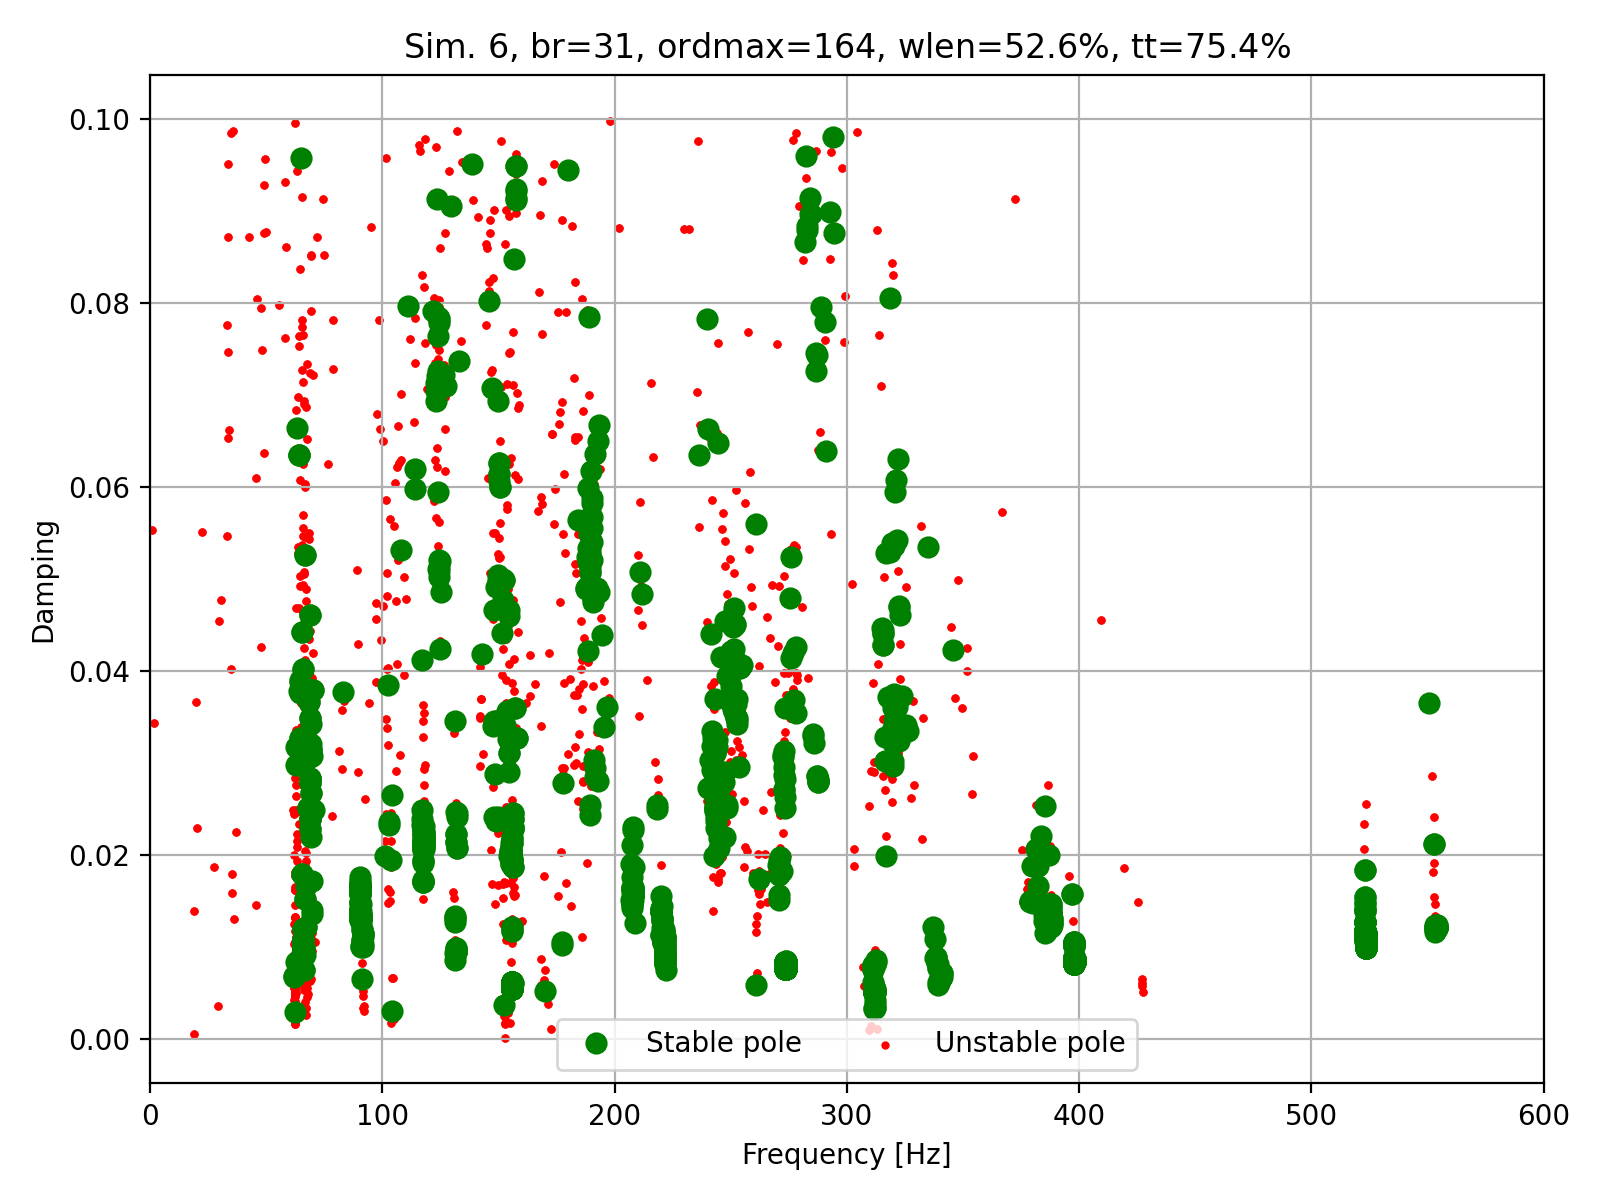 Sim. 6, br=31, ordmax=164, wlen=52.6%, tt=75.4%
0.10
0.08
0.06
0.04
0.02
0.00
Damping
Stable pole
Unstable pole
0
100
200
300
400
500
600
Frequency [Hz]